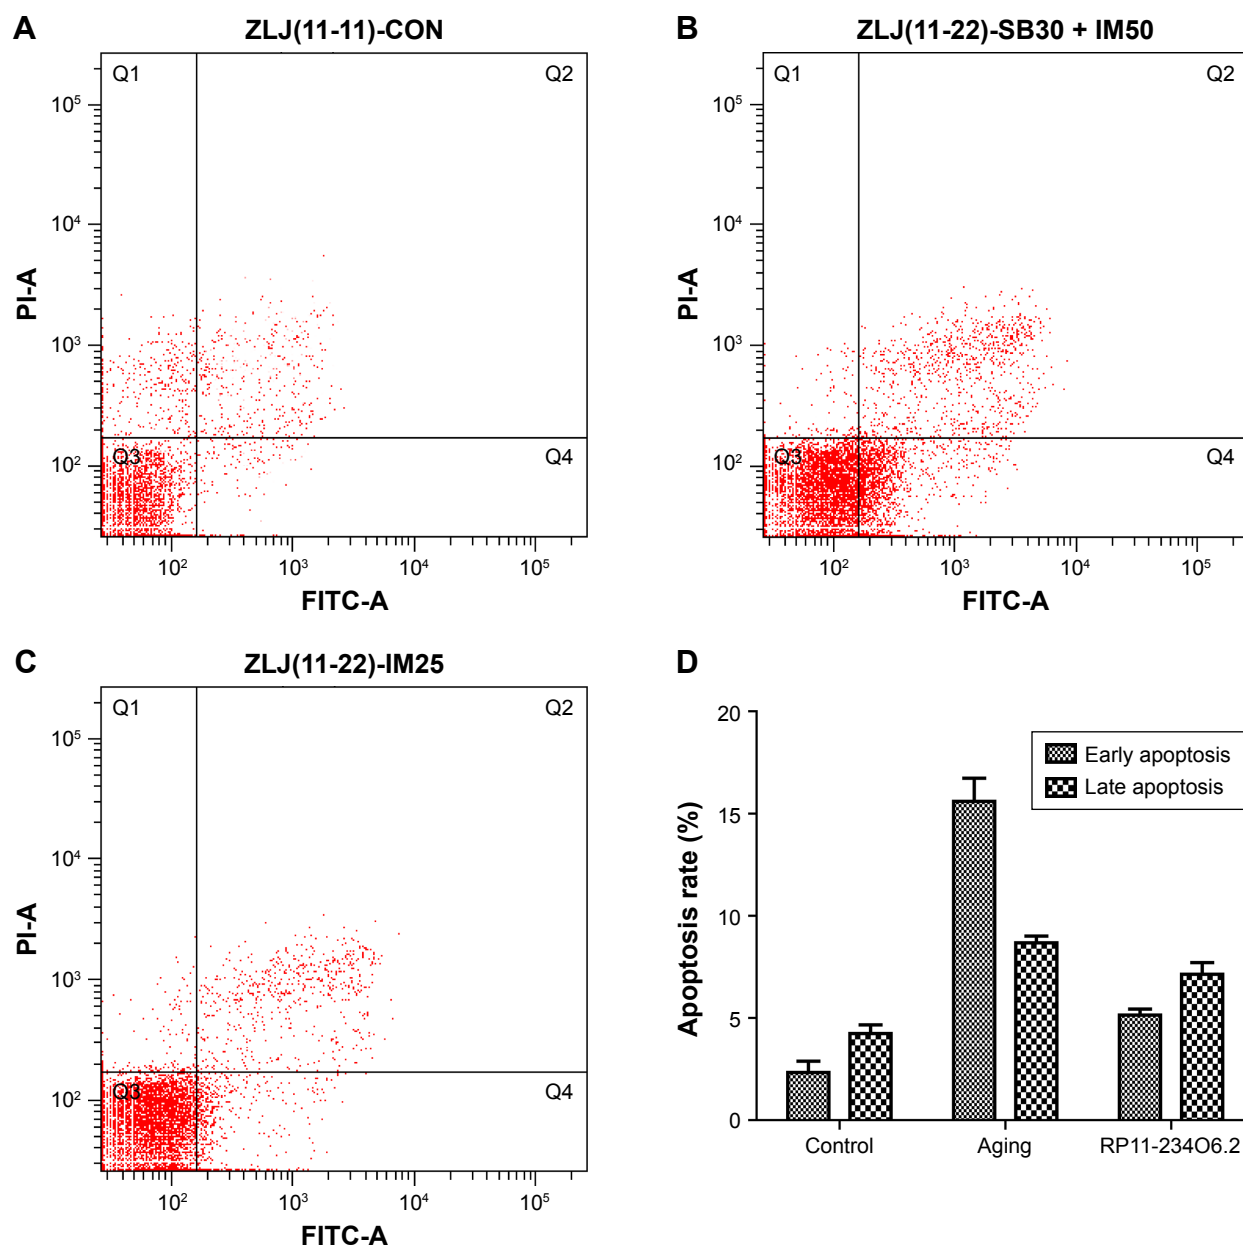 A
ZLJ(11-11)-CON
Q1
Q2
10⁵
10⁴
10³
10²
Q3
Q4
PI-A
10²
10³
10⁴
10⁵
FITC-A
B
ZLJ(11-22)-SB30 + IM50
Q1
Q2
10⁵
10⁴
10³
10²
Q3
Q4
PI-A
10²
10³
10⁴
10⁵
FITC-A
C
ZLJ(11-22)-IM25
Q1
Q2
10⁵
10⁴
10³
10²
Q3
Q4
PI-A
10²
10³
10⁴
10⁵
FITC-A
D
20
15
10
5
0
Apoptosis rate (%)
Early apoptosis
Late apoptosis
Control
Aging
RP11-234O6.2